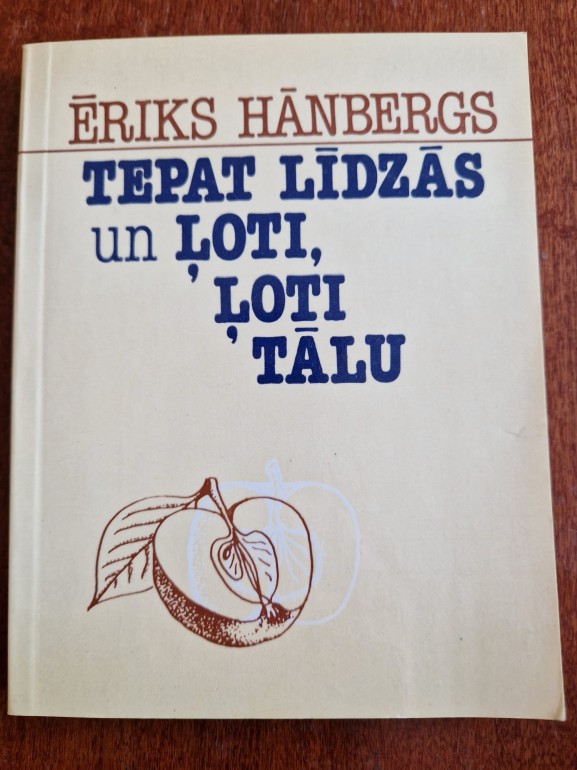 ĒRIKS HĀNBERGS
TEPAT LĪDZĀS
un ĻOTI,
ĻOTI
TĀLU